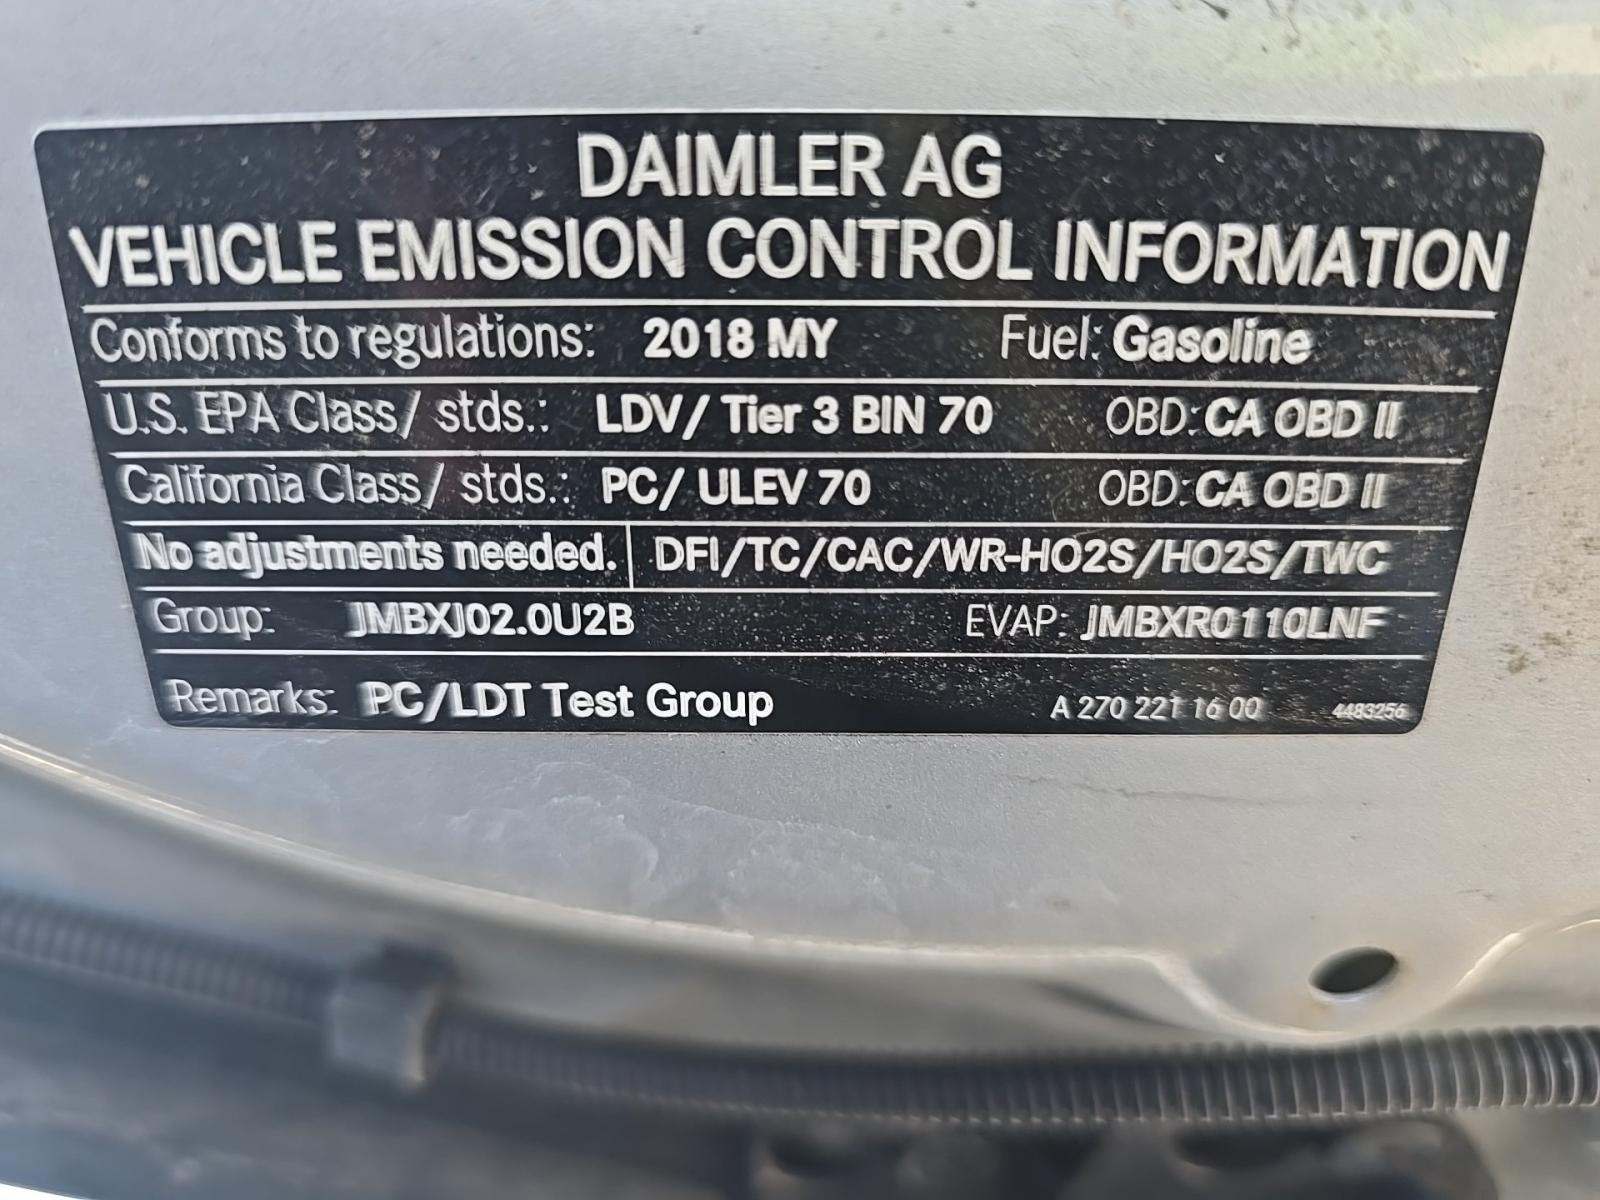 DAIMLER AG
VEHICLE EMISSION CONTROL INFORMATION
Conforms to regulations: 2018 MY Fuel: Gasoline
U.S. EPA Class/ stds.: LDV/ Tier 3 BIN 70 OBD: CA OBD II
California Class/ stds.: PC/ ULEV 70 OBD: CA OBD II
No adjustments needed. DFI/TC/CAC/WR-HO2S/HO2S/TWC
Group: JMBXJ02.0U2B EVAP: JMBXR0110LNF
Remarks: PC/LDT Test Group A 270 221 16 00 4483256